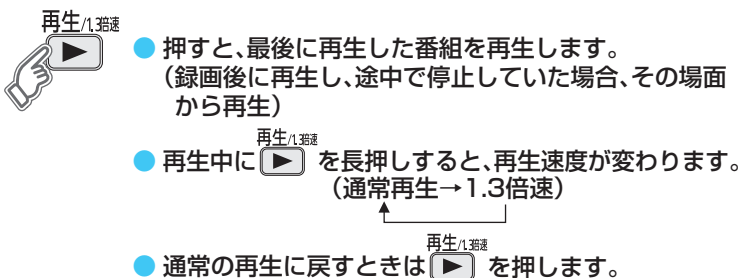 再生/1.3倍速
● 押すと、最後に再生した番組を再生します。
（録画後に再生し、途中で停止していた場合、その場面
から再生）
再生/1.3倍速
● 再生中に ▶ を長押しすると、再生速度が変わります。
（通常再生→1.3倍速）
再生/1.3倍速
● 通常の再生に戻すときは ▶ を押します。